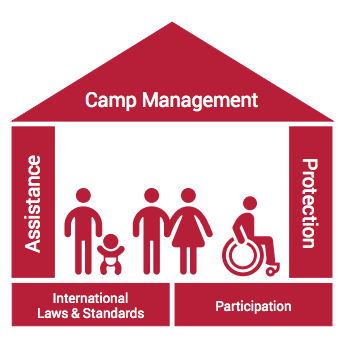 Camp Management
Assistance
Protection
International
Laws & Standards
Participation